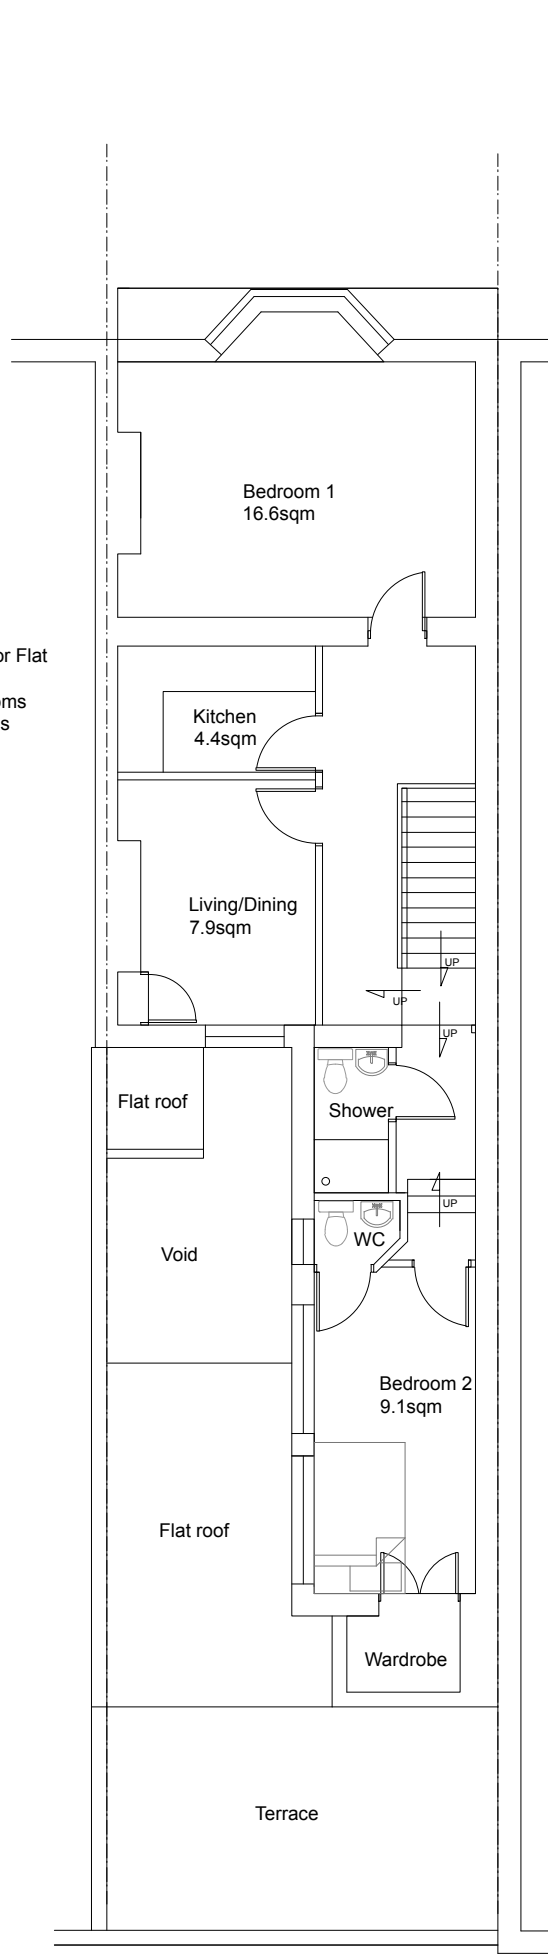 Bedroom 1
16.6sqm
or Flat
oms
s
Kitchen
4.4sqm
Living/Dining
7.9sqm
UP
UP
UP
Flat roof
Shower
UP
WC
Void
Bedroom 2
9.1sqm
Flat roof
Wardrobe
Terrace